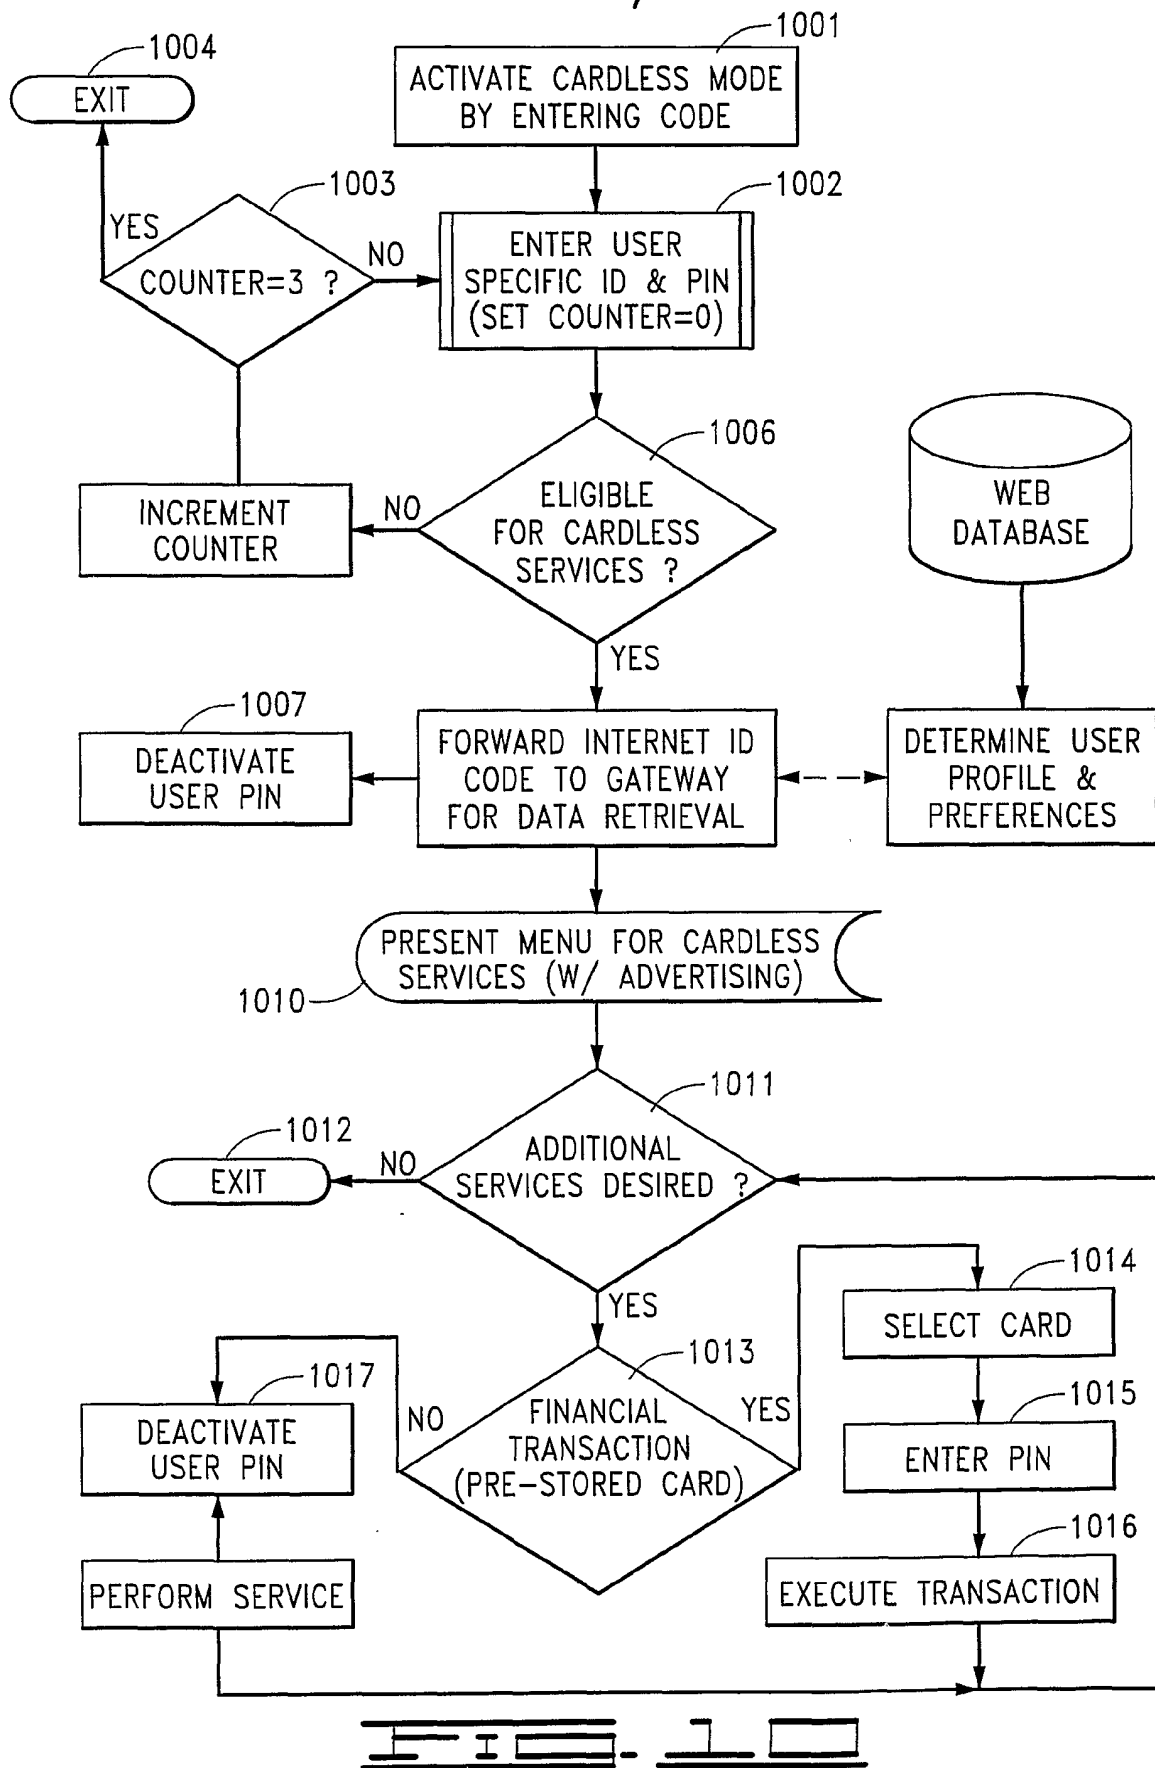 1004
EXIT
1001
ACTIVATE CARDLESS MODE
BY ENTERING CODE
1003
YES
COUNTER=3 ?
NO
1002
ENTER USER
SPECIFIC ID & PIN
(SET COUNTER=0)
1006
ELIGIBLE
FOR CARDLESS
SERVICES ?
NO
INCREMENT
COUNTER
WEB
DATABASE
YES
1007
DEACTIVATE
USER PIN
FORWARD INTERNET ID
CODE TO GATEWAY
FOR DATA RETRIEVAL
DETERMINE USER
PROFILE &
PREFERENCES
PRESENT MENU FOR CARDLESS
SERVICES (W/ ADVERTISING)
1010
1011
ADDITIONAL
SERVICES DESIRED ?
1012
EXIT
NO
YES
1014
SELECT CARD
1013
FINANCIAL
TRANSACTION
(PRE-STORED CARD)
NO
YES
1017
DEACTIVATE
USER PIN
1015
ENTER PIN
1016
EXECUTE TRANSACTION
PERFORM SERVICE
FIG. 10